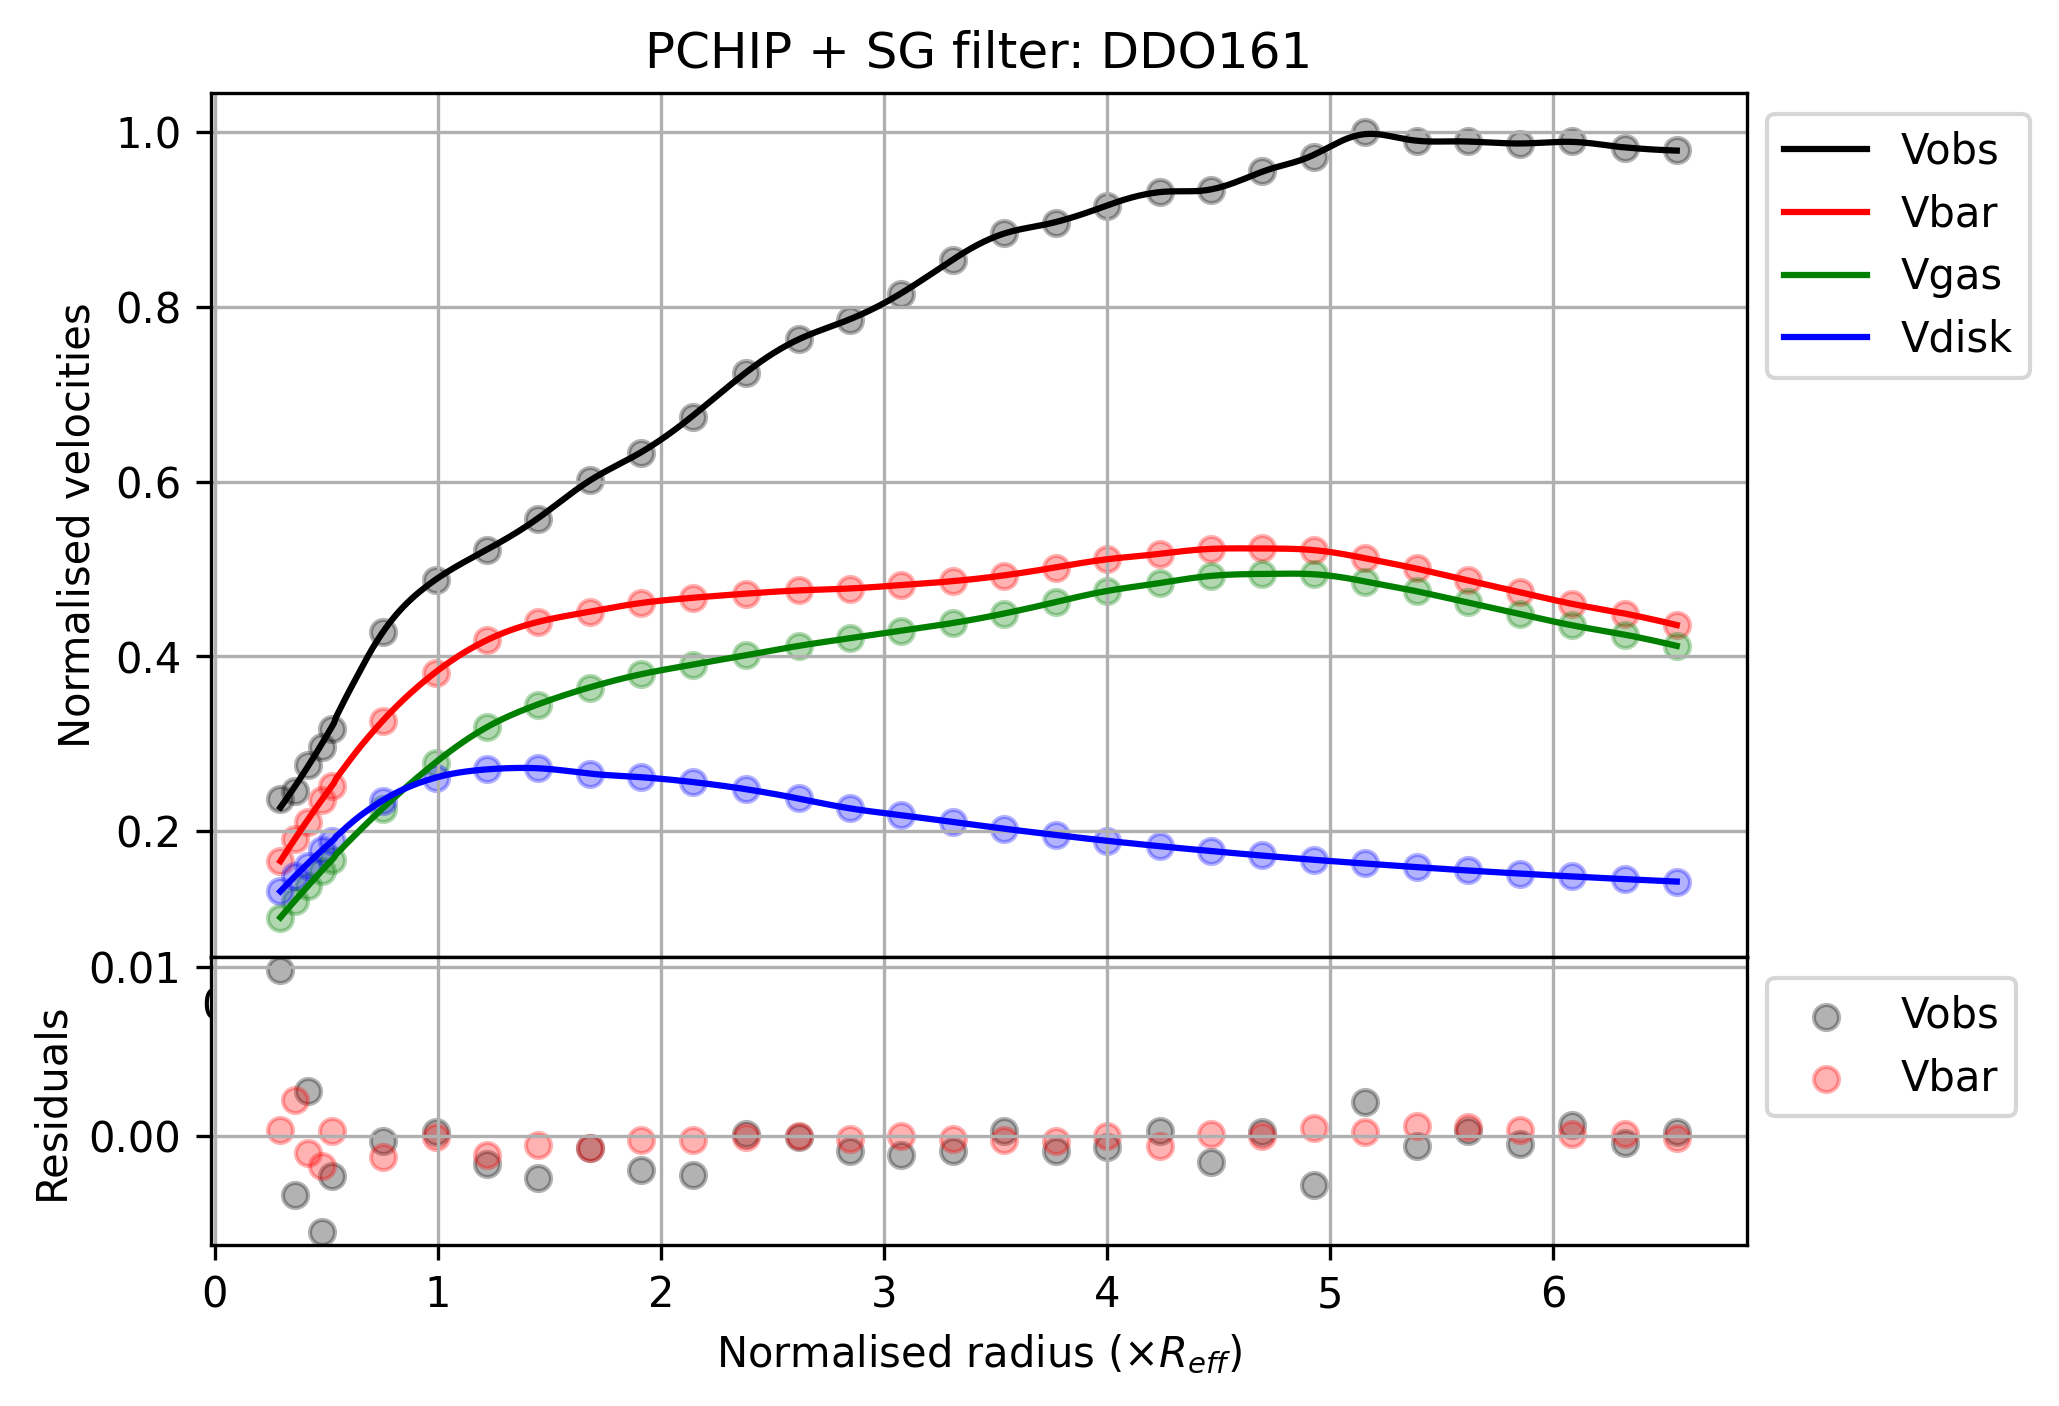 PCHIP + SG filter: DDO161
Normalised velocities
1.0
0.8
0.6
0.4
0.2
Vobs
Vbar
Vgas
Vdisk
Residuals
0.01
0.00
Vobs
Vbar
0 1 2 3 4 5 6
Normalised radius (×R_eff)